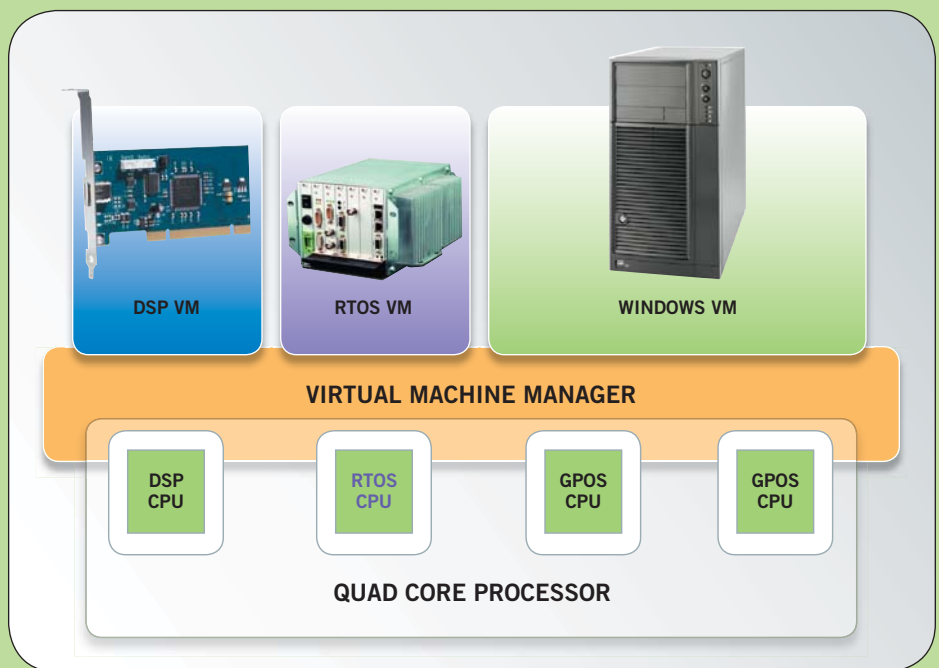 DSP VM
RTOS VM
WINDOWS VM
VIRTUAL MACHINE MANAGER
DSP
CPU
RTOS
CPU
GPOS
CPU
GPOS
CPU
QUAD CORE PROCESSOR